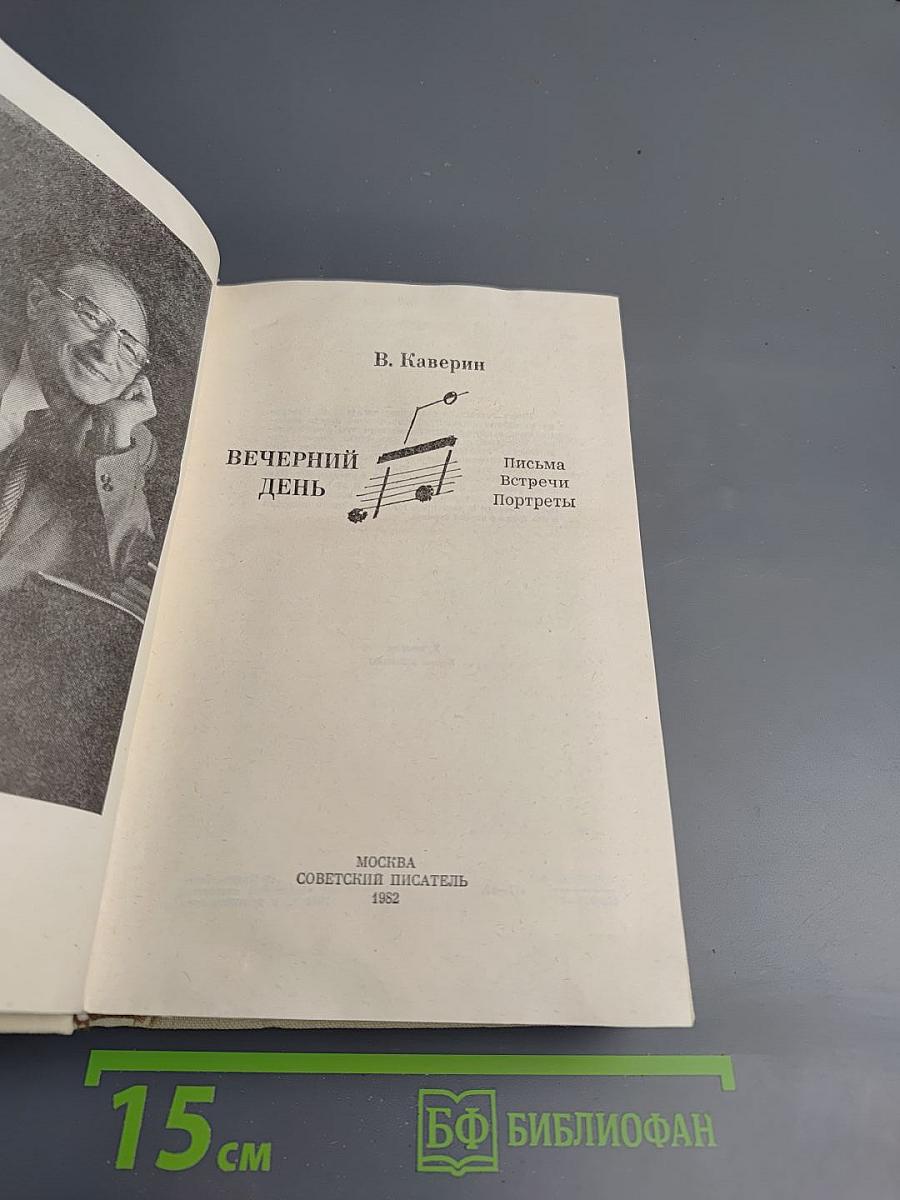 В. Каверин
ВЕЧЕРНИЙ
ДЕНЬ
Письма
Встречи
Портреты
МОСКВА
СОВЕТСКИЙ ПИСАТЕЛЬ
1982
15 см
БФ БИБЛИОФАН